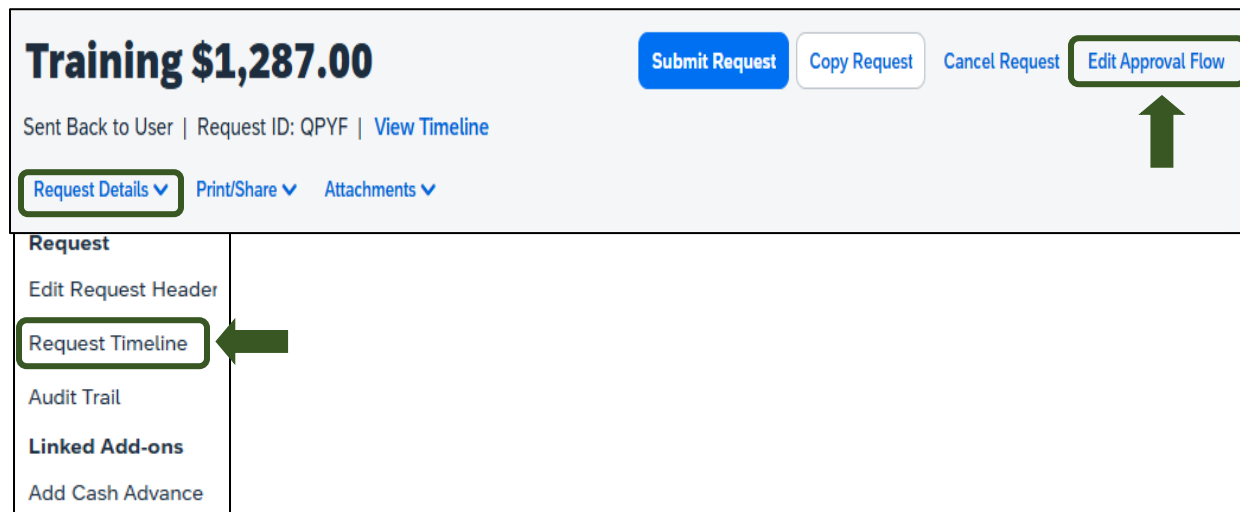 Training $1,287.00
Submit Request Copy Request Cancel Request Edit Approval Flow
Sent Back to User | Request ID: QPYF | View Timeline
Request Details Print/Share Attachments
Request
Edit Request Header
Request Timeline
Audit Trail
Linked Add-ons
Add Cash Advance